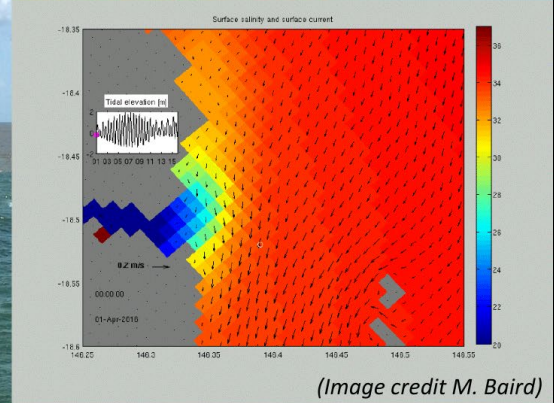 Surface salinity and surface current
-18.35
-18.4
-18.45
-18.5
-18.55
-18.6
Tidal elevation [m]
2
0
-2
01 03 05 07 09 11 13 15
0.2 m/s
00:00:00
01-Apr-2016
146.25 146.3 146.35 146.4 146.45 146.5 146.55
36
34
32
30
28
26
24
22
20
(Image credit M. Baird)